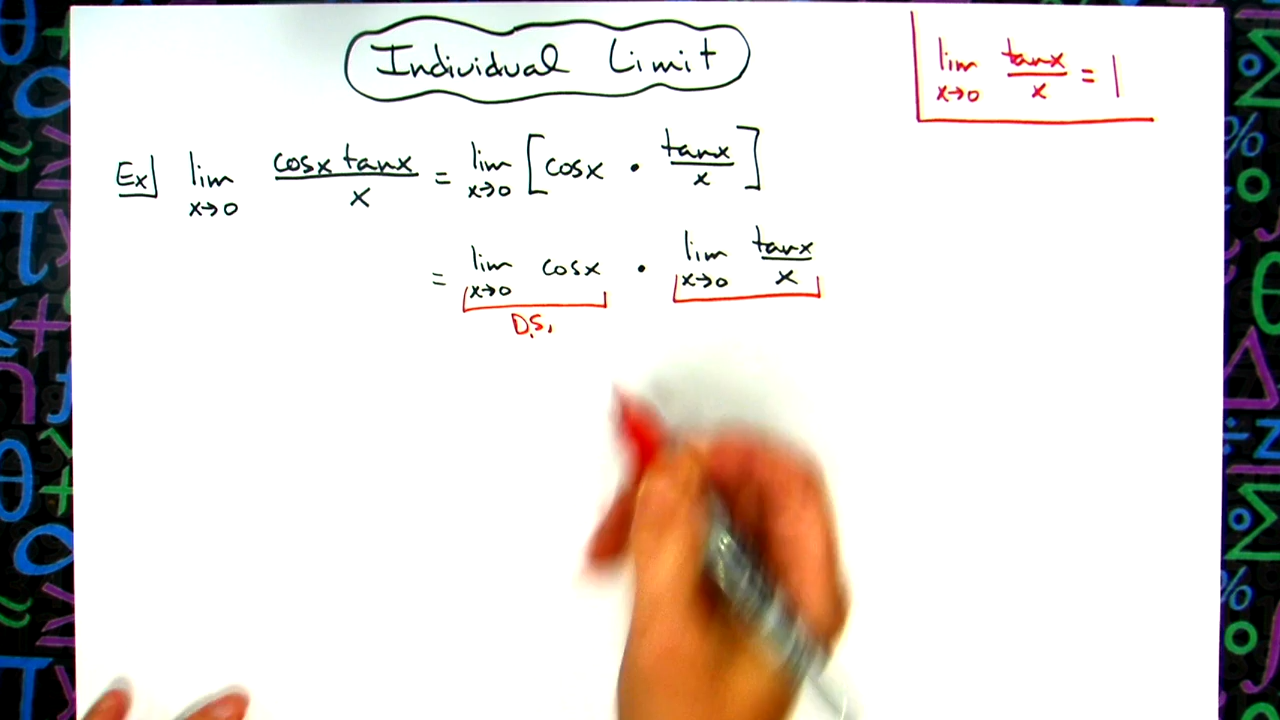 Individual Limit
lim x→0 tanx/x = 1
Ex) lim x→0 cosx tanx/x = lim x→0 [cosx • tanx/x]
= lim x→0 cosx • lim x→0 tanx/x
D.S.